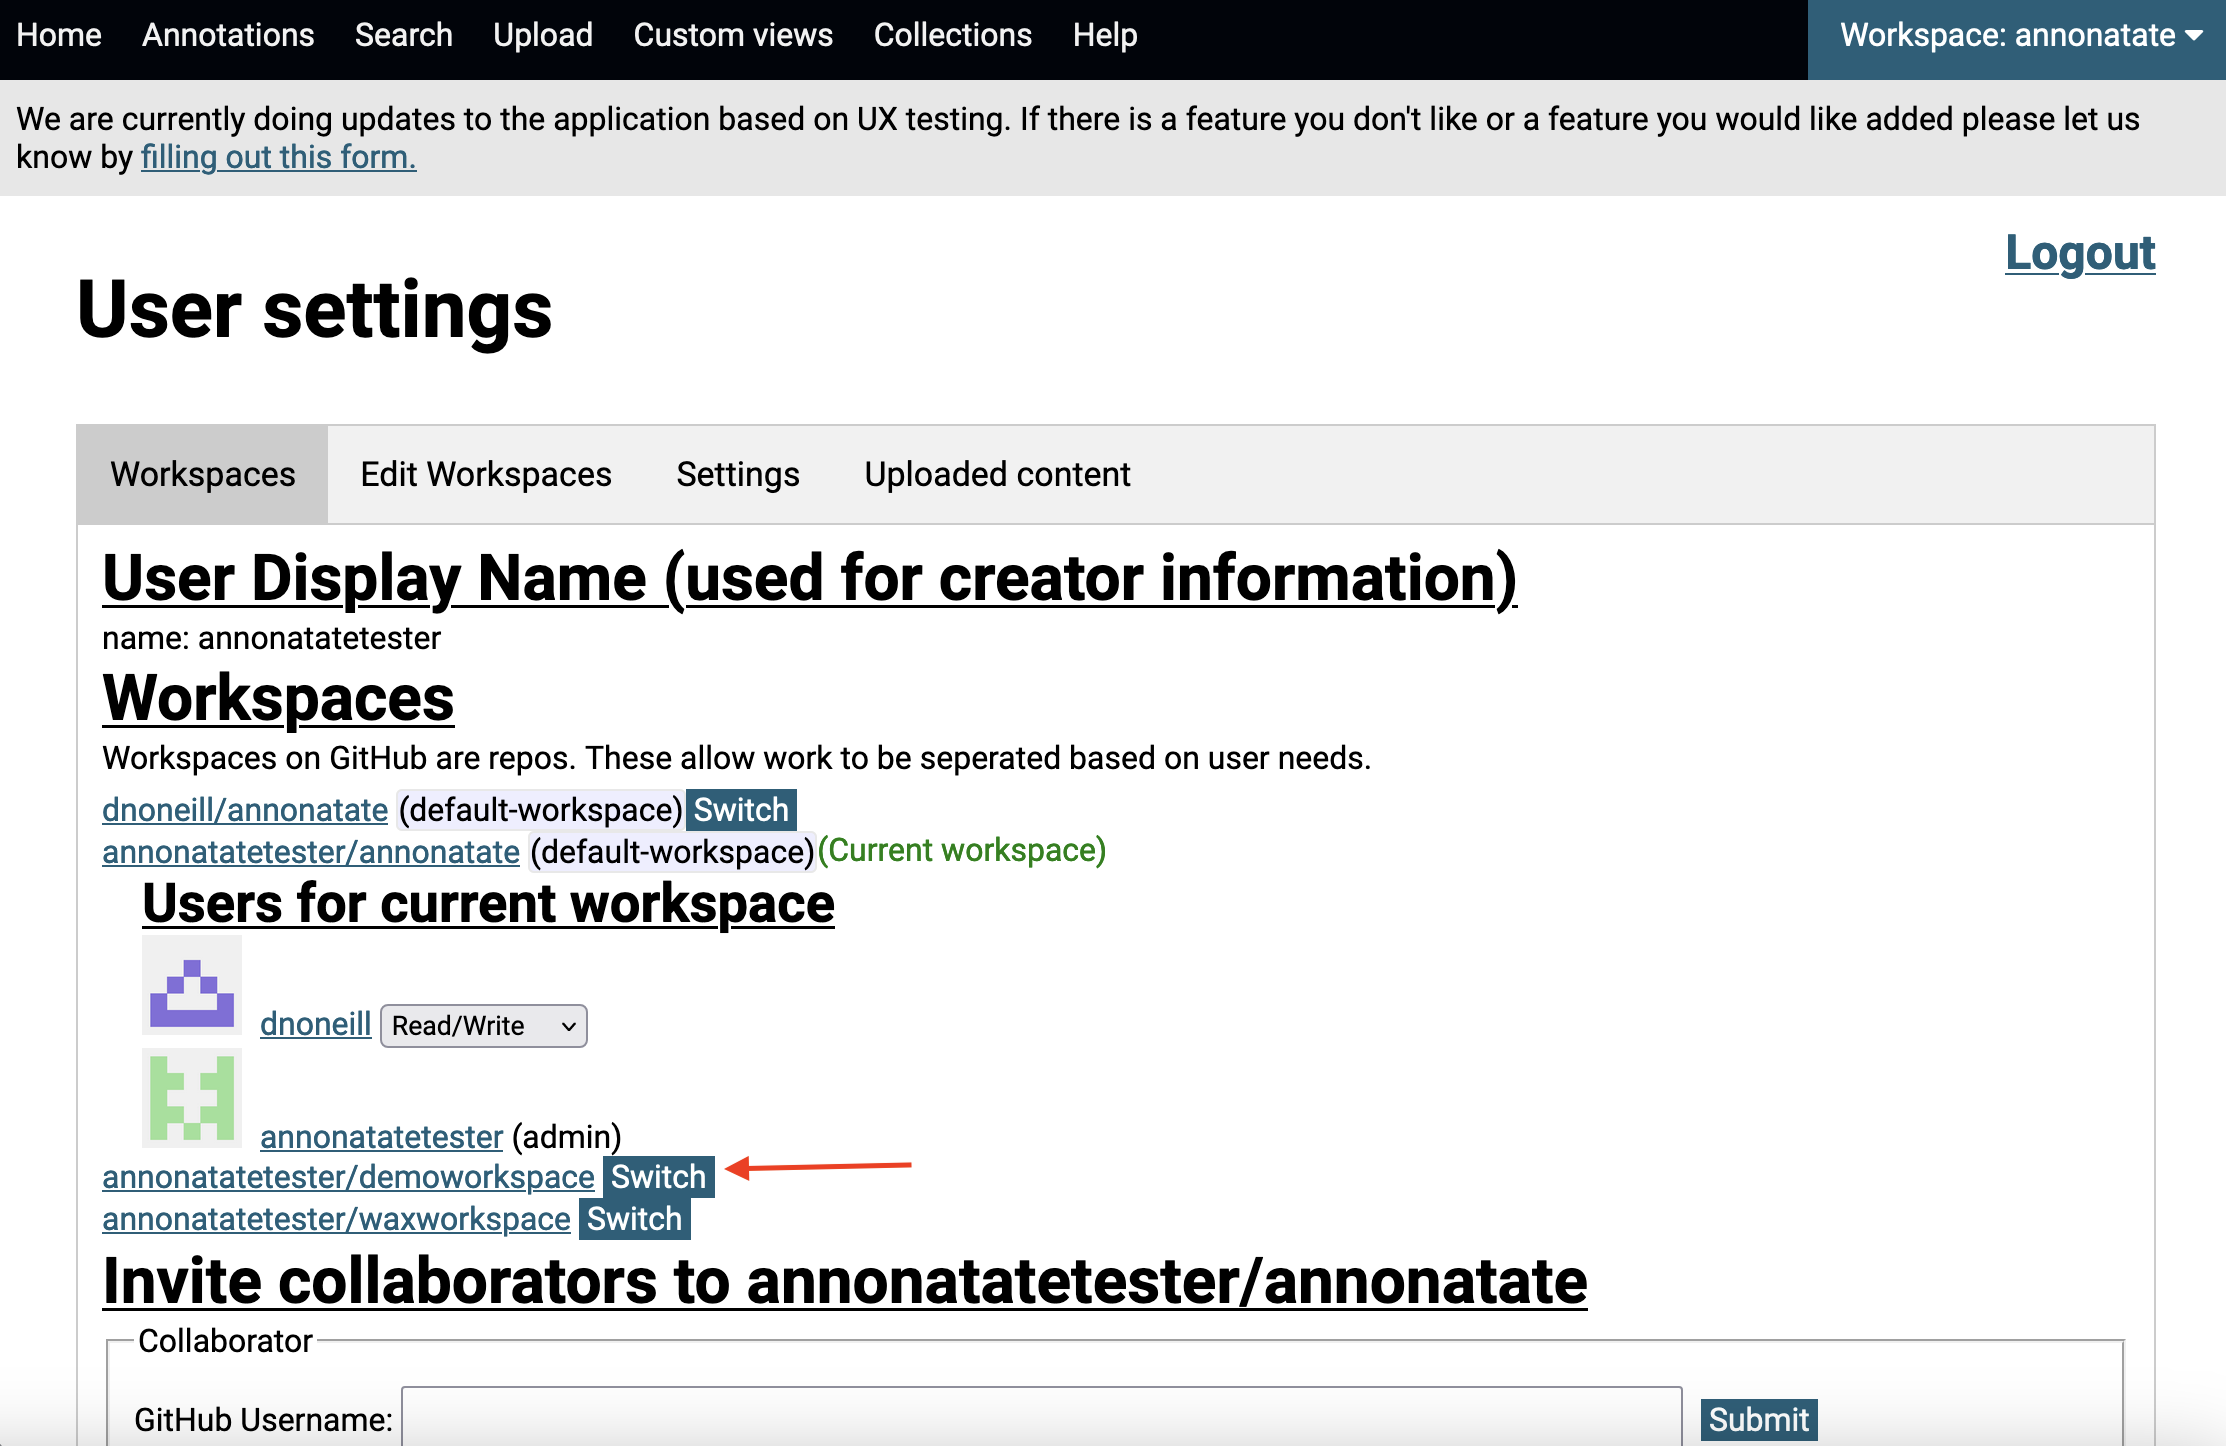 Home Annotations Search Upload Custom views Collections Help Workspace: annonatate
We are currently doing updates to the application based on UX testing. If there is a feature you don't like or a feature you would like added please let us
know by filling out this form.
Logout
User settings
Workspaces Edit Workspaces Settings Uploaded content
User Display Name (used for creator information)
name: annonatatetester
Workspaces
Workspaces on GitHub are repos. These allow work to be seperated based on user needs.
dnoneill/annonatate (default-workspace) Switch
annonatatetester/annonatate (default-workspace) (Current workspace)
Users for current workspace
dnoneill Read/Write
annonatatetester (admin)
annonatatetester/demoworkspace Switch
annonatatetester/waxworkspace Switch
Invite collaborators to annonatatetester/annonatate
Collaborator
GitHub Username: Submit